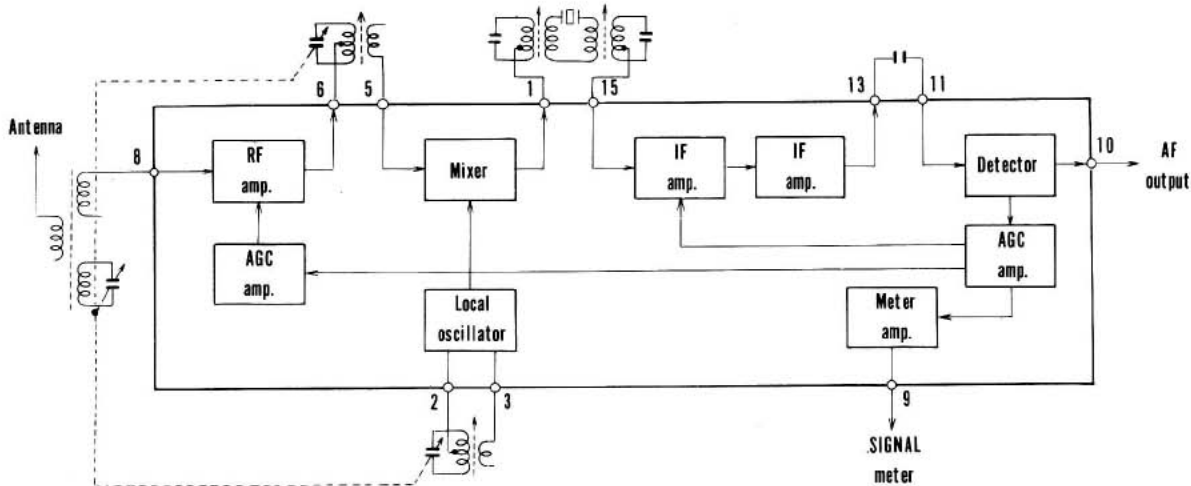 6
5
1
15
13
11
Antenna
8
RF
amp.
Mixer
IF
amp.
IF
amp.
Detector
10
AF
output
AGC
amp.
AGC
amp.
Local
oscillator
Meter
amp.
2
3
9
SIGNAL
meter